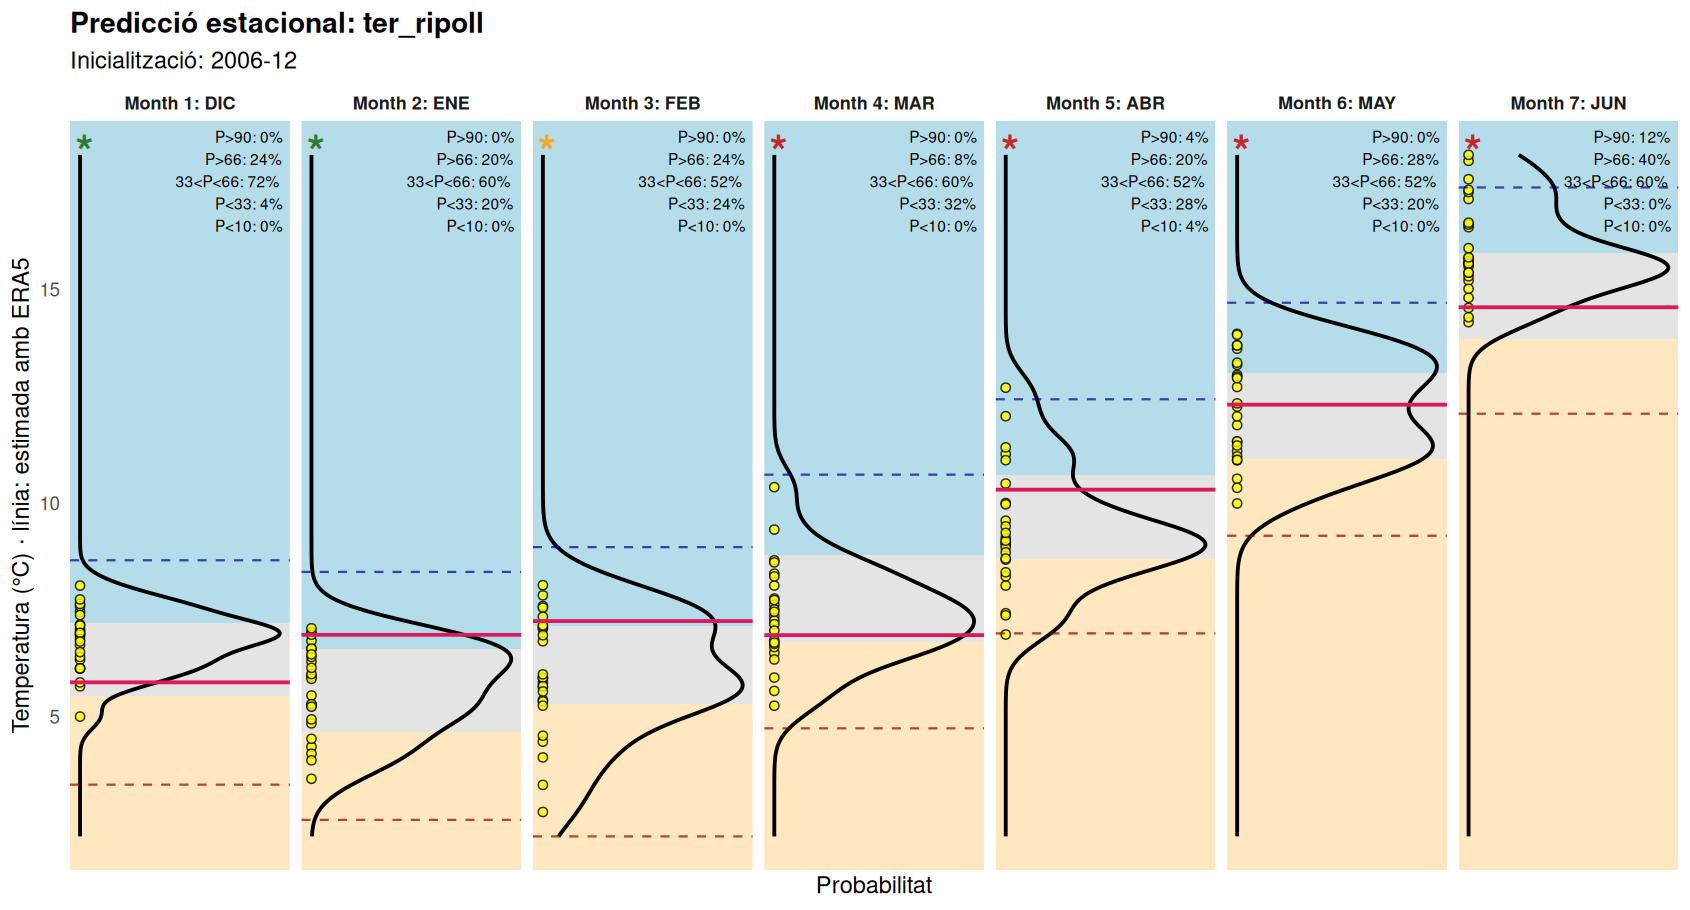 Predicció estacional: ter_ripoll
Inicialització: 2006-12
Month 1: DIC
P>90: 0%
P>66: 24%
33<P<66: 72%
P<33: 4%
P<10: 0%
Month 2: ENE
P>90: 0%
P>66: 20%
33<P<66: 60%
P<33: 20%
P<10: 0%
Month 3: FEB
P>90: 0%
P>66: 24%
33<P<66: 52%
P<33: 24%
P<10: 0%
Month 4: MAR
P>90: 0%
P>66: 8%
33<P<66: 60%
P<33: 32%
P<10: 0%
Month 5: ABR
P>90: 4%
P>66: 20%
33<P<66: 52%
P<33: 28%
P<10: 4%
Month 6: MAY
P>90: 0%
P>66: 28%
33<P<66: 52%
P<33: 20%
P<10: 0%
Month 7: JUN
P>90: 12%
P>66: 40%
33<P<66: 60%
P<33: 0%
P<10: 0%
Temperatura (°C) · línia: estimada amb ERA5
15
10
5
Probabilitat